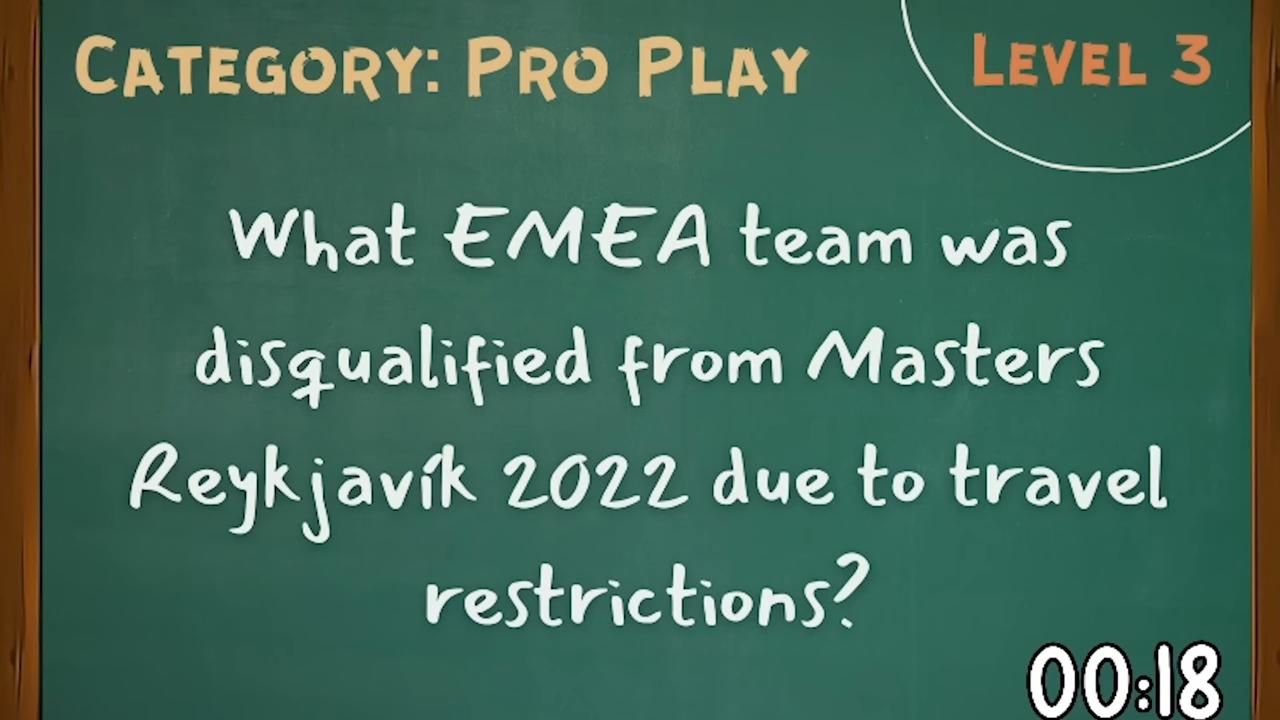 Category: Pro Play
Level 3
What EMEA team was
disqualified from Masters
Reykjavík 2022 due to travel
restrictions?
00:18